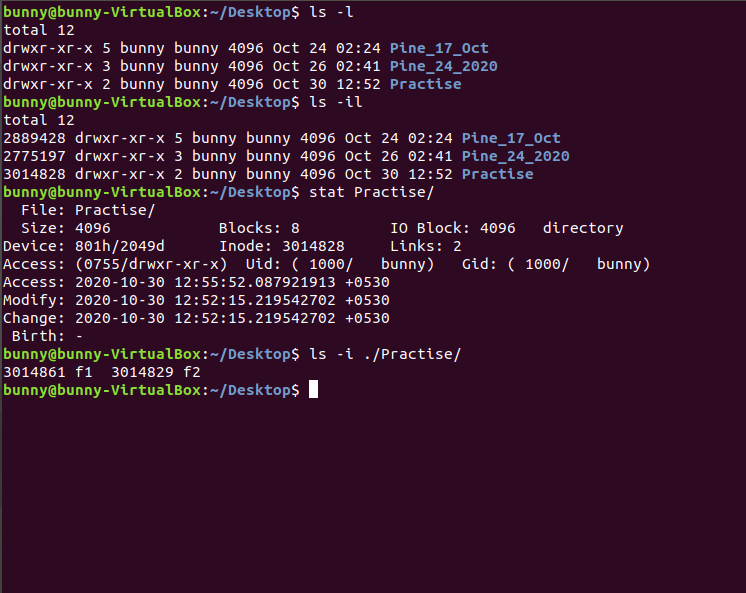 bunny@bunny-VirtualBox:~/Desktop$ ls -l
total 12
drwxr-xr-x 5 bunny bunny 4096 Oct 24 02:24 Pine_17_Oct
drwxr-xr-x 3 bunny bunny 4096 Oct 26 02:41 Pine_24_2020
drwxr-xr-x 2 bunny bunny 4096 Oct 30 12:52 Practise
bunny@bunny-VirtualBox:~/Desktop$ ls -il
total 12
2889428 drwxr-xr-x 5 bunny bunny 4096 Oct 24 02:24 Pine_17_Oct
2775197 drwxr-xr-x 3 bunny bunny 4096 Oct 26 02:41 Pine_24_2020
3014828 drwxr-xr-x 2 bunny bunny 4096 Oct 30 12:52 Practise
bunny@bunny-VirtualBox:~/Desktop$ stat Practise/
  File: Practise/
  Size: 4096            Blocks: 8          IO Block: 4096   directory
Device: 801h/2049d      Inode: 3014828     Links: 2
Access: (0755/drwxr-xr-x)  Uid: ( 1000/   bunny)   Gid: ( 1000/   bunny)
Access: 2020-10-30 12:55:52.087921913 +0530
Modify: 2020-10-30 12:52:15.219542702 +0530
Change: 2020-10-30 12:52:15.219542702 +0530
 Birth: -
bunny@bunny-VirtualBox:~/Desktop$ ls -i ./Practise/
3014861 f1  3014829 f2
bunny@bunny-VirtualBox:~/Desktop$